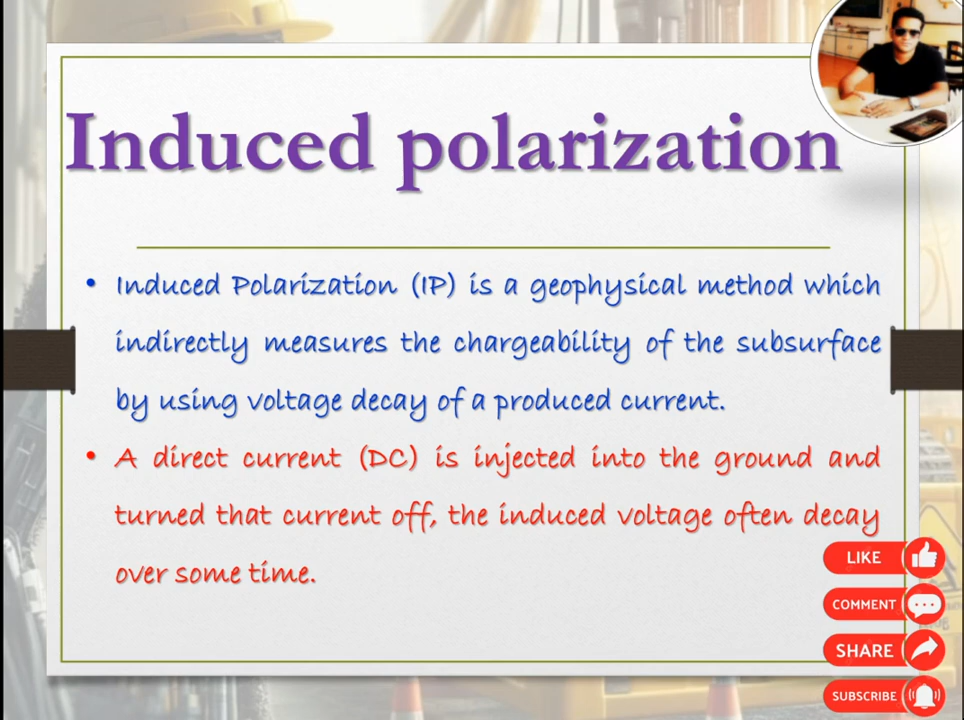 Induced polarization
• Induced Polarization (IP) is a geophysical method which
indirectly measures the chargeability of the subsurface
by using voltage decay of a produced current.
• A direct current (DC) is injected into the ground and
turned that current off, the induced voltage often decay
over some time.
LIKE
COMMENT
SHARE
SUBSCRIBE